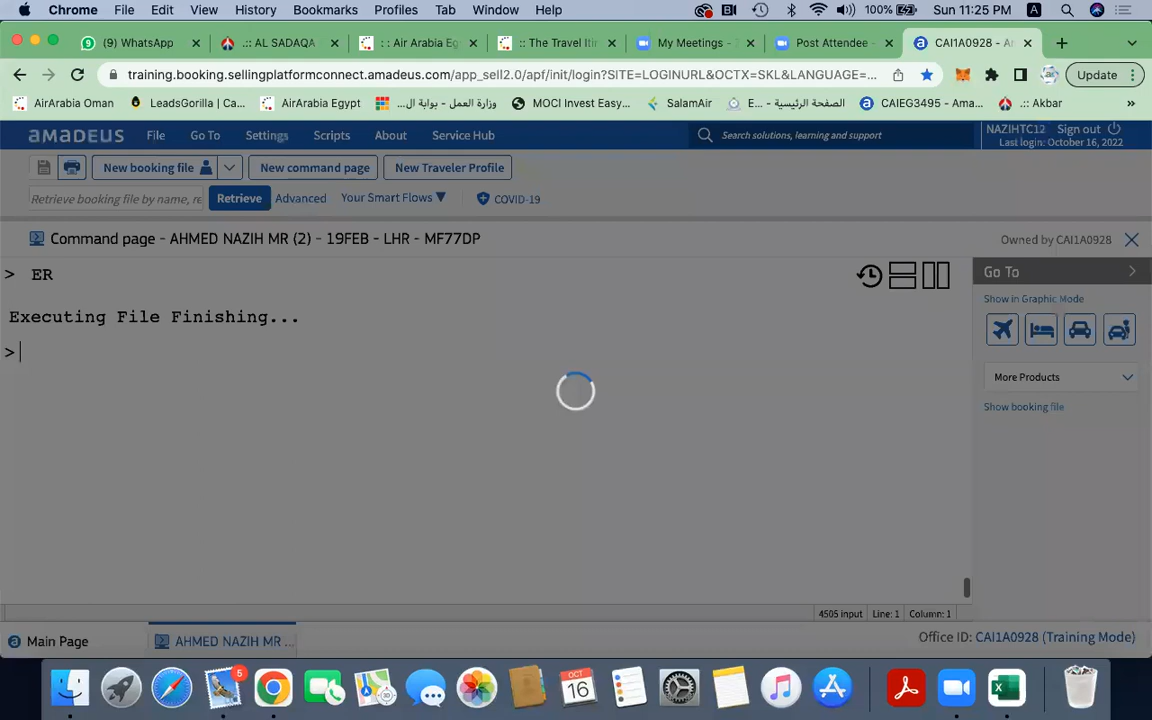 Chrome File Edit View History Bookmarks Profiles Tab Window Help 100% Sun 11:25 PM A
(9) WhatsApp × .:: AL SADAQA × : : Air Arabia Eg × :: The Travel Itin × My Meetings - × Post Attendee - × CAI1A0928 - A × +
training.booking.sellingplatformconnect.amadeus.com/app_sell2.0/apf/init/login?SITE=LOGINURL&OCTX=SKL&LANGUAGE=... Update
AirArabia Oman LeadsGorilla | Ca... AirArabia Egypt وزارة العمل - بوابة ال... MOCI Invest Easy... SalamAir E... - الصفحة الرئيسية CAIEG3495 - Ama... .:: Akbar »
amadeus File Go To Settings Scripts About Service Hub Search solutions, learning and support NAZIHTC12 Sign out
Last login: October 16, 2022
New booking file New command page New Traveler Profile
Retrieve booking file by name, re Retrieve Advanced Your Smart Flows ▼ COVID-19
Command page - AHMED NAZIH MR (2) - 19FEB - LHR - MF77DP Owned by CAI1A0928
> ER
Go To
Show in Graphic Mode
Executing File Finishing...
>
More Products
Show booking file
4505 input Line: 1 Column: 1
a Main Page AHMED NAZIH MR ... Office ID: CAI1A0928 (Training Mode)
5
OCT
16